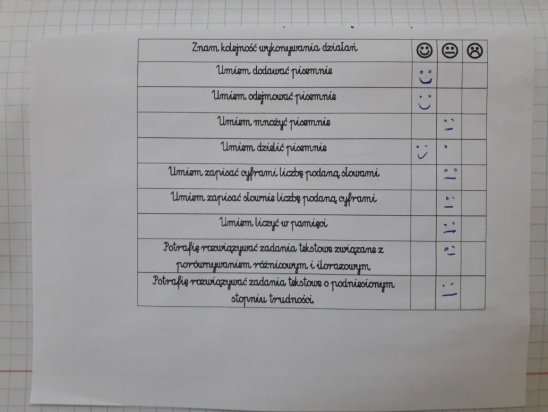 Znam kolejność wykonywania działań
Umiem dodawać pisemnie
Umiem odejmować pisemnie
Umiem mnożyć pisemnie
Umiem dzielić pisemnie
Umiem zapisać cyframi liczbę podaną słowami
Umiem zapisać słownie liczbę podaną cyframi
Umiem liczyć w pamięci
Potrafię rozwiązywać zadania tekstowe związane z
porównywaniem różnicowym i ilorazowym
Potrafię rozwiązywać zadania tekstowe o podniesionym
stopniu trudności